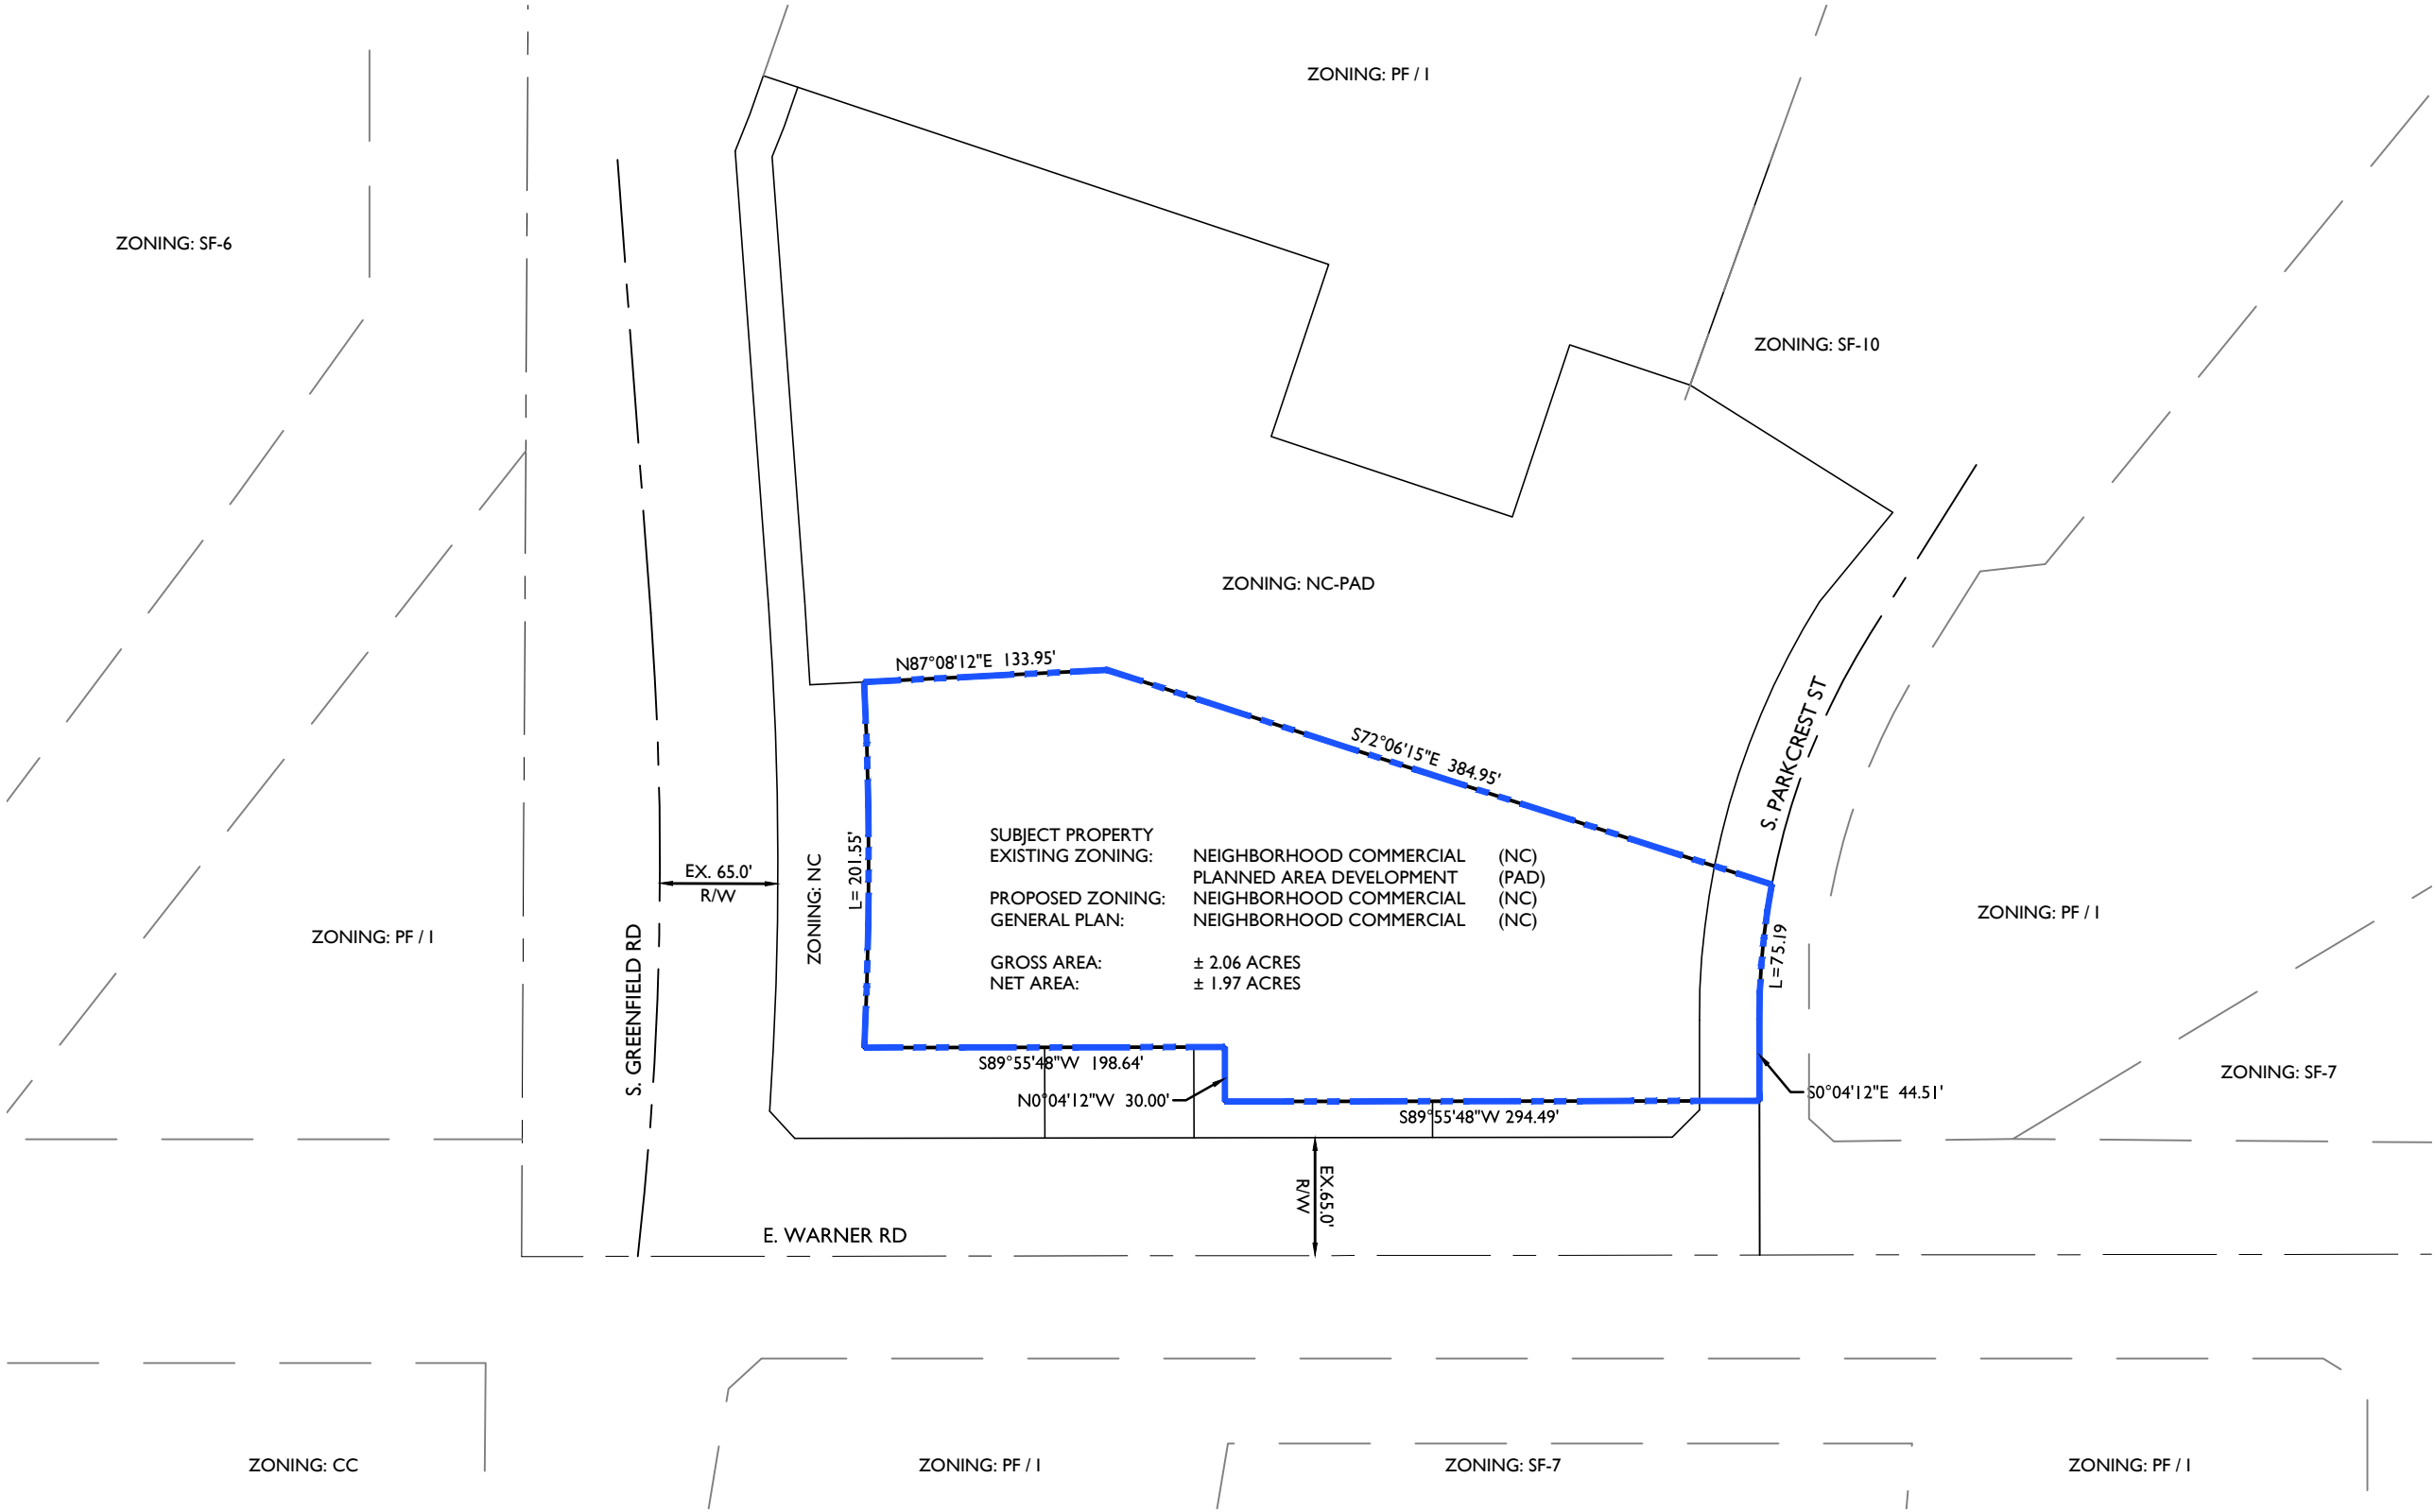 ZONING: PF / I
ZONING: SF-6
ZONING: SF-10
ZONING: NC-PAD
N87°08'12"E 133.95'
S72°06'15"E 384.95'
S. PARKCREST ST
SUBJECT PROPERTY
EXISTING ZONING: NEIGHBORHOOD COMMERCIAL (NC)
PLANNED AREA DEVELOPMENT (PAD)
PROPOSED ZONING: NEIGHBORHOOD COMMERCIAL (NC)
GENERAL PLAN: NEIGHBORHOOD COMMERCIAL (NC)
GROSS AREA: ± 2.06 ACRES
NET AREA: ± 1.97 ACRES
L= 201.55'
ZONING: NC
EX. 65.0'
R/W
ZONING: PF / I
S. GREENFIELD RD
ZONING: PF / I
L=75.19
ZONING: SF-7
S89°55'48"W 198.64'
N0°04'12"W 30.00'
S0°04'12"E 44.51'
S89°55'48"W 294.49'
EX.65.0'
R/W
E. WARNER RD
ZONING: CC
ZONING: PF / I
ZONING: SF-7
ZONING: PF / I